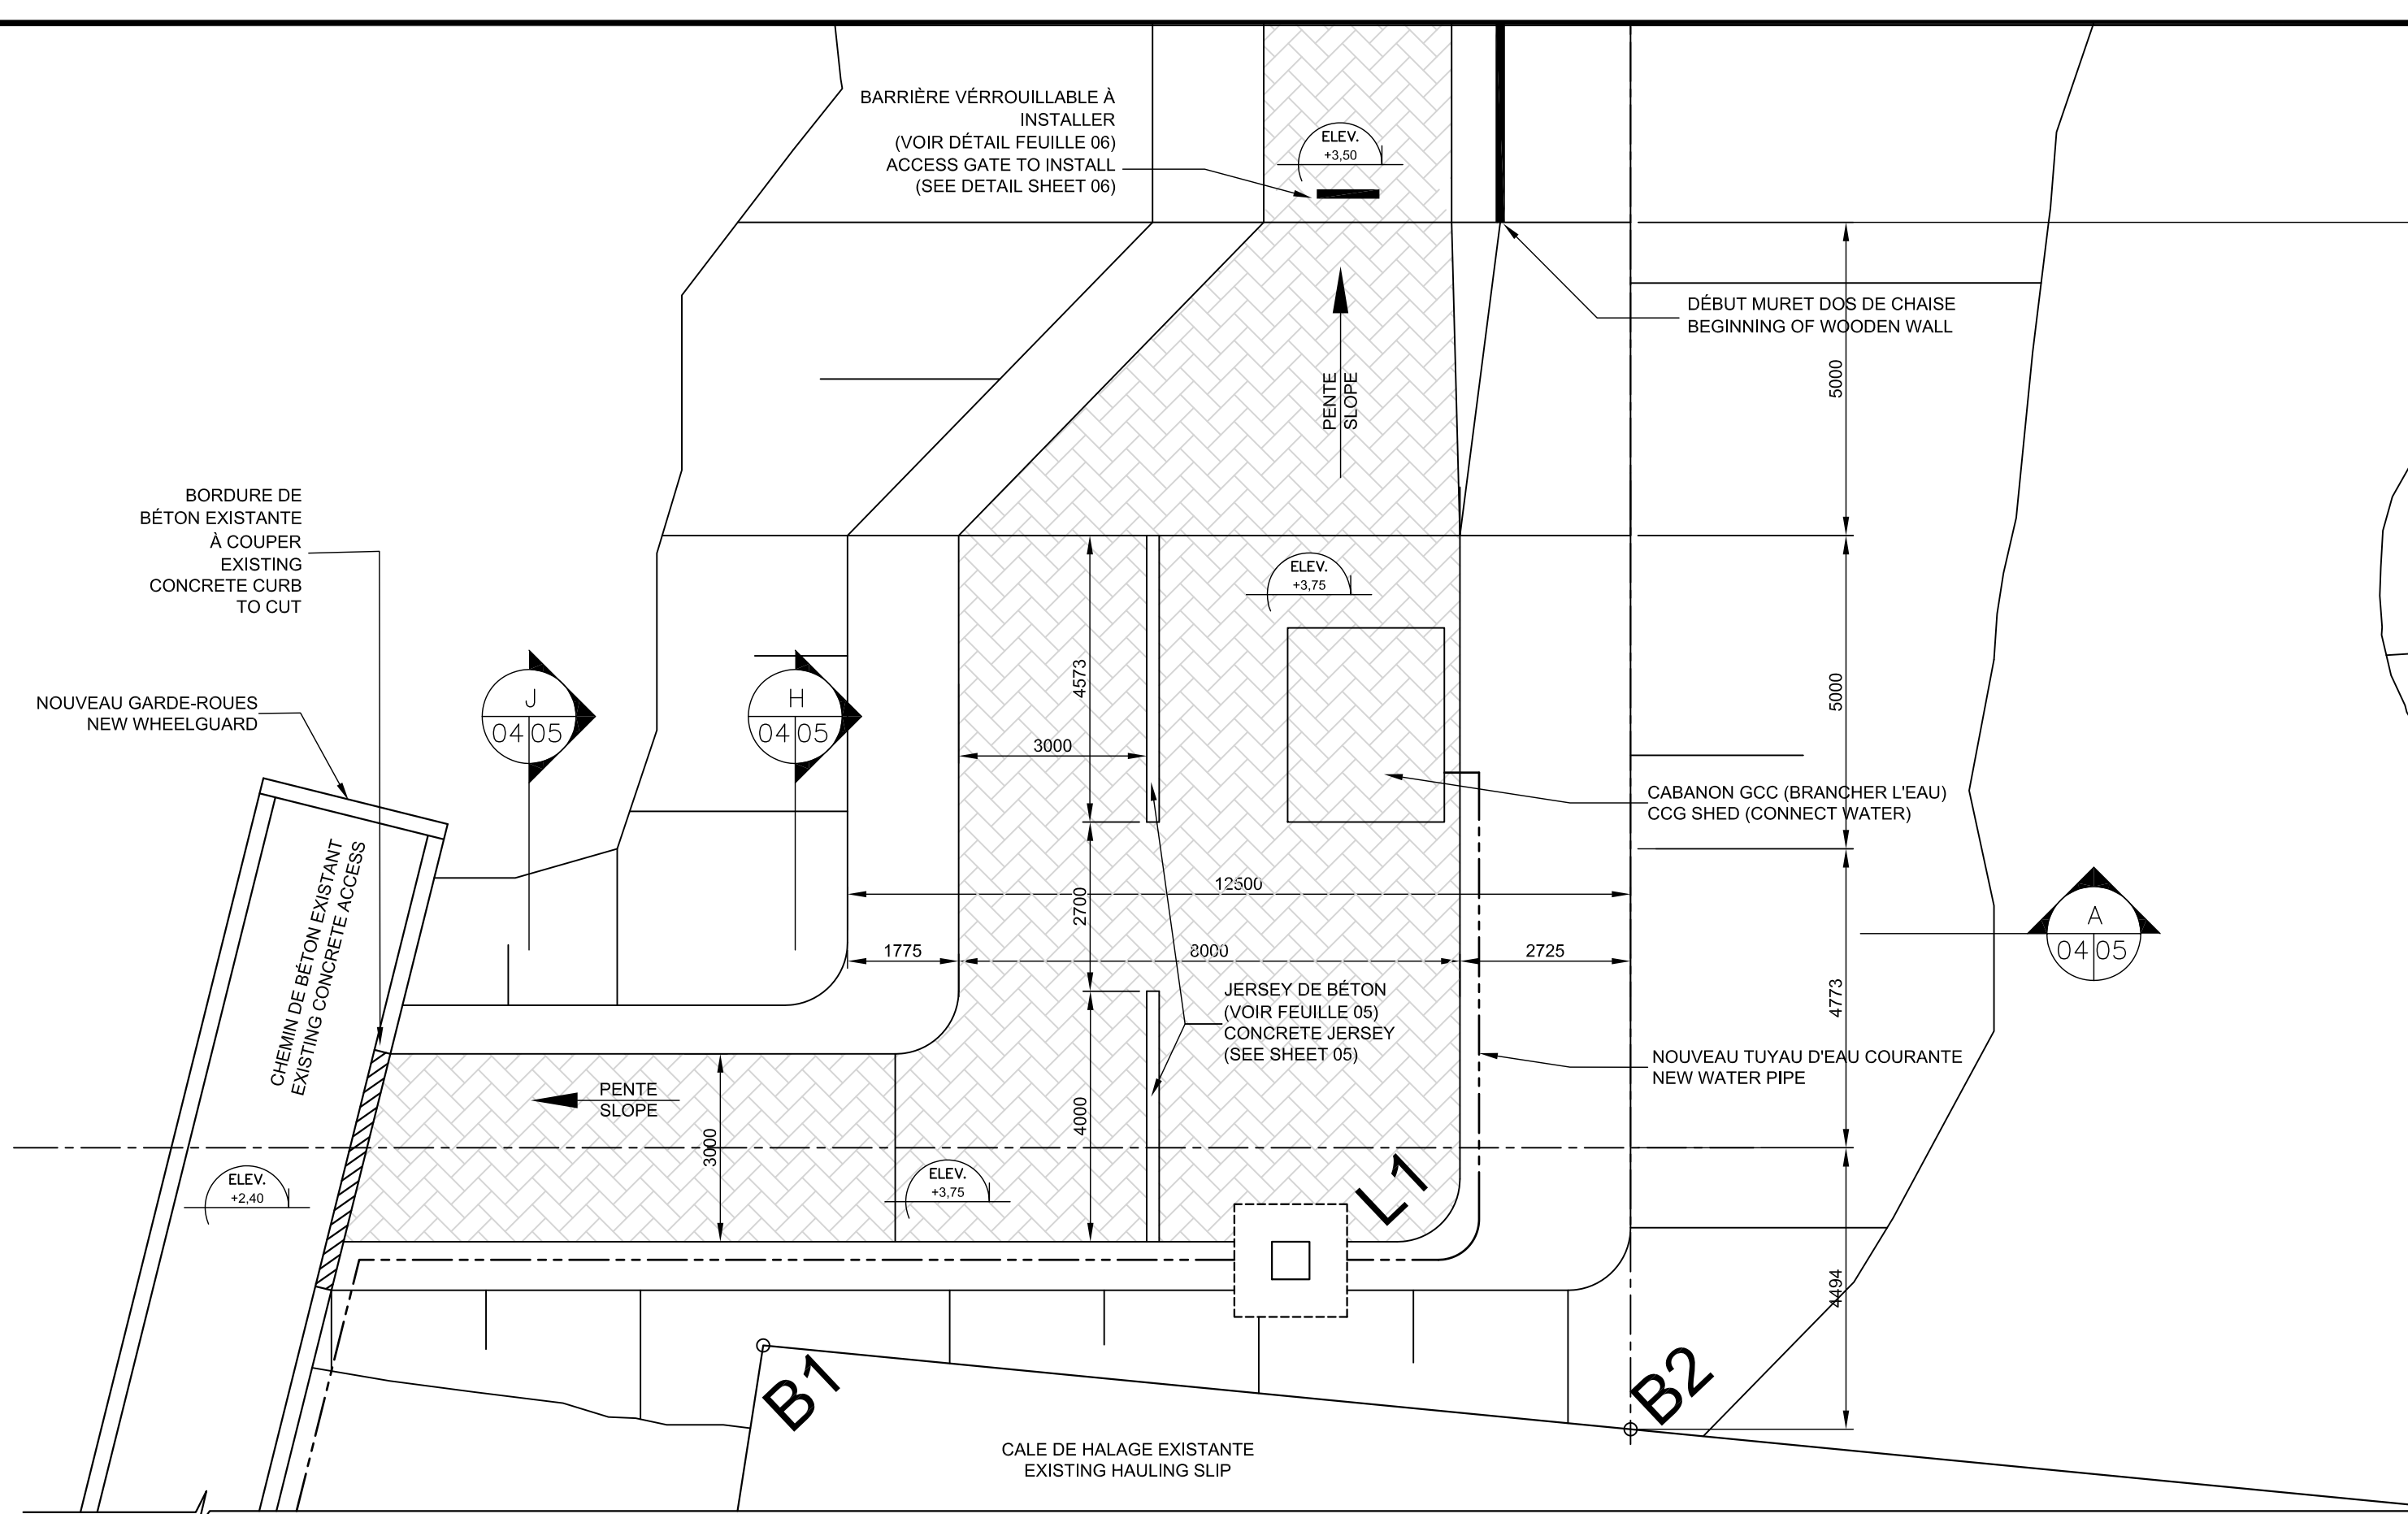 BARRIÈRE VÉRROUILLABLE À
INSTALLER
(VOIR DÉTAIL FEUILLE 06)
ACCESS GATE TO INSTALL
(SEE DETAIL SHEET 06)
ELEV.
+3,50
DÉBUT MURET DOS DE CHAISE
BEGINNING OF WOODEN WALL
5000
PENTE
SLOPE
BORDURE DE
BÉTON EXISTANTE
À COUPER
EXISTING
CONCRETE CURB
TO CUT
ELEV.
+3,75
NOUVEAU GARDE-ROUES
NEW WHEELGUARD
J
04 05
H
04 05
4573
3000
5000
CABANON GCC (BRANCHER L'EAU)
CCG SHED (CONNECT WATER)
CHEMIN DE BÉTON EXISTANT
EXISTING CONCRETE ACCESS
12500
2700
1775
8000
2725
A
04 05
JERSEY DE BÉTON
(VOIR FEUILLE 05)
CONCRETE JERSEY
(SEE SHEET 05)
4773
NOUVEAU TUYAU D'EAU COURANTE
NEW WATER PIPE
PENTE
SLOPE
3000
4000
ELEV.
+2,40
ELEV.
+3,75
L1
4494
B1
B2
CALE DE HALAGE EXISTANTE
EXISTING HAULING SLIP